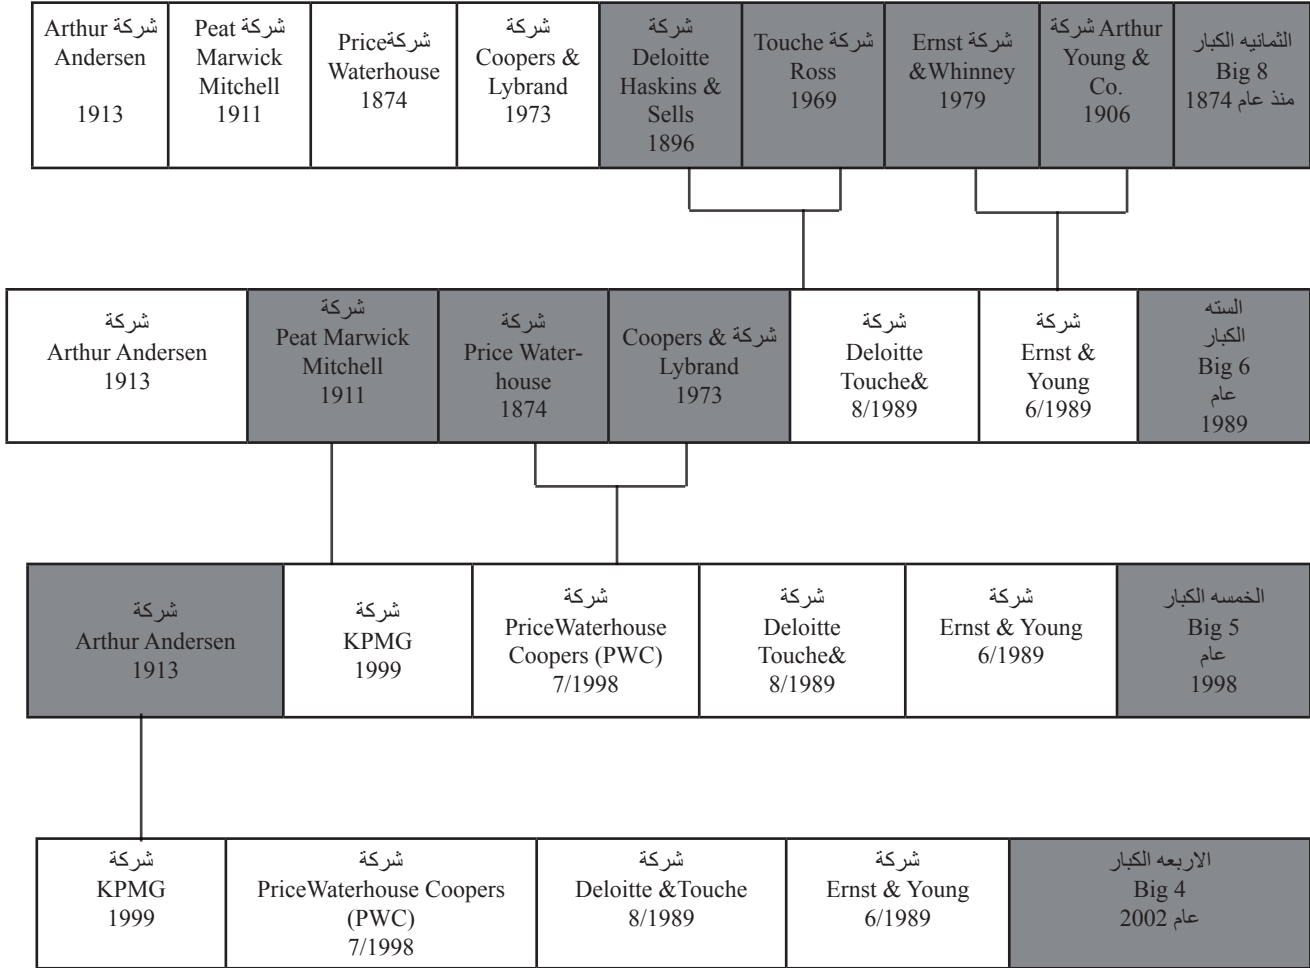 الثمانيه الكبار
Big 8
منذ عام 1874
شركة Arthur
Young &
Co.
1906
شركة Ernst
&Whinney
1979
شركة Touche
Ross
1969
شركة
Deloitte
Haskins &
Sells
1896
شركة
Coopers &
Lybrand
1973
شركةPrice
Waterhouse
1874
شركة Peat
Marwick
Mitchell
1911
شركة Arthur
Andersen
1913
السته
الكبار
Big 6
عام
1989
شركة
Ernst &
Young
6/1989
شركة
Deloitte
Touche&
8/1989
شركة Coopers &
Lybrand
1973
شركة
Price Water-
house
1874
شركة
Peat Marwick
Mitchell
1911
شركة
Arthur Andersen
1913
الخمسه الكبار
Big 5
عام
1998
شركة
Ernst & Young
6/1989
شركة
Deloitte
Touche&
8/1989
شركة
PriceWaterhouse
Coopers (PWC)
7/1998
شركة
KPMG
1999
شركة
Arthur Andersen
1913
الاربعه الكبار
Big 4
عام 2002
شركة
Ernst & Young
6/1989
شركة
Deloitte &Touche
8/1989
شركة
PriceWaterhouse Coopers
(PWC)
7/1998
شركة
KPMG
1999